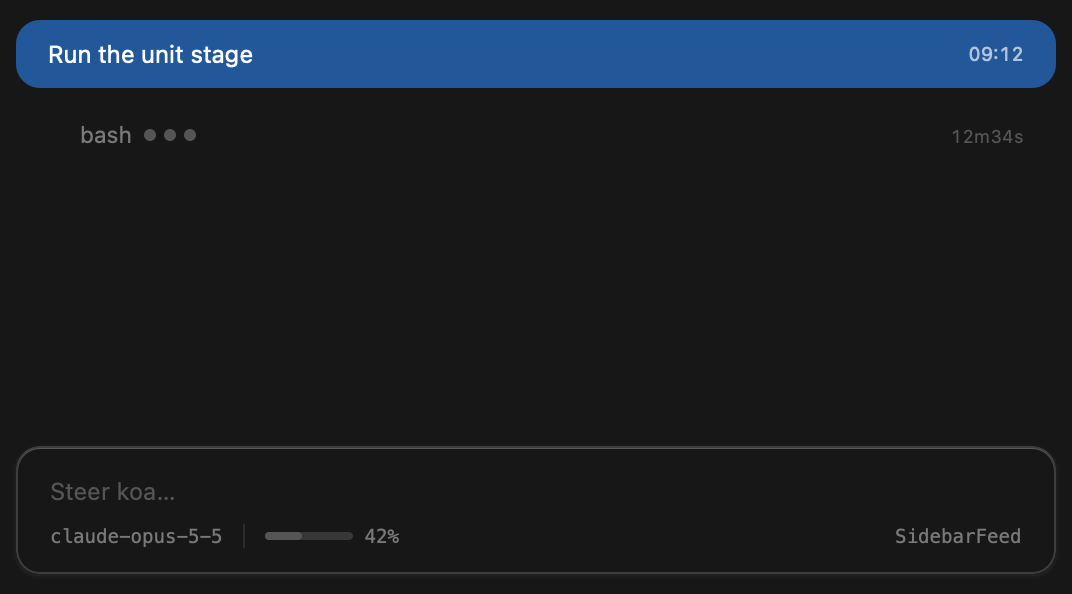 Run the unit stage 09:12
bash 12m34s
Steer koa...
claude-opus-5-5 42% SidebarFeed